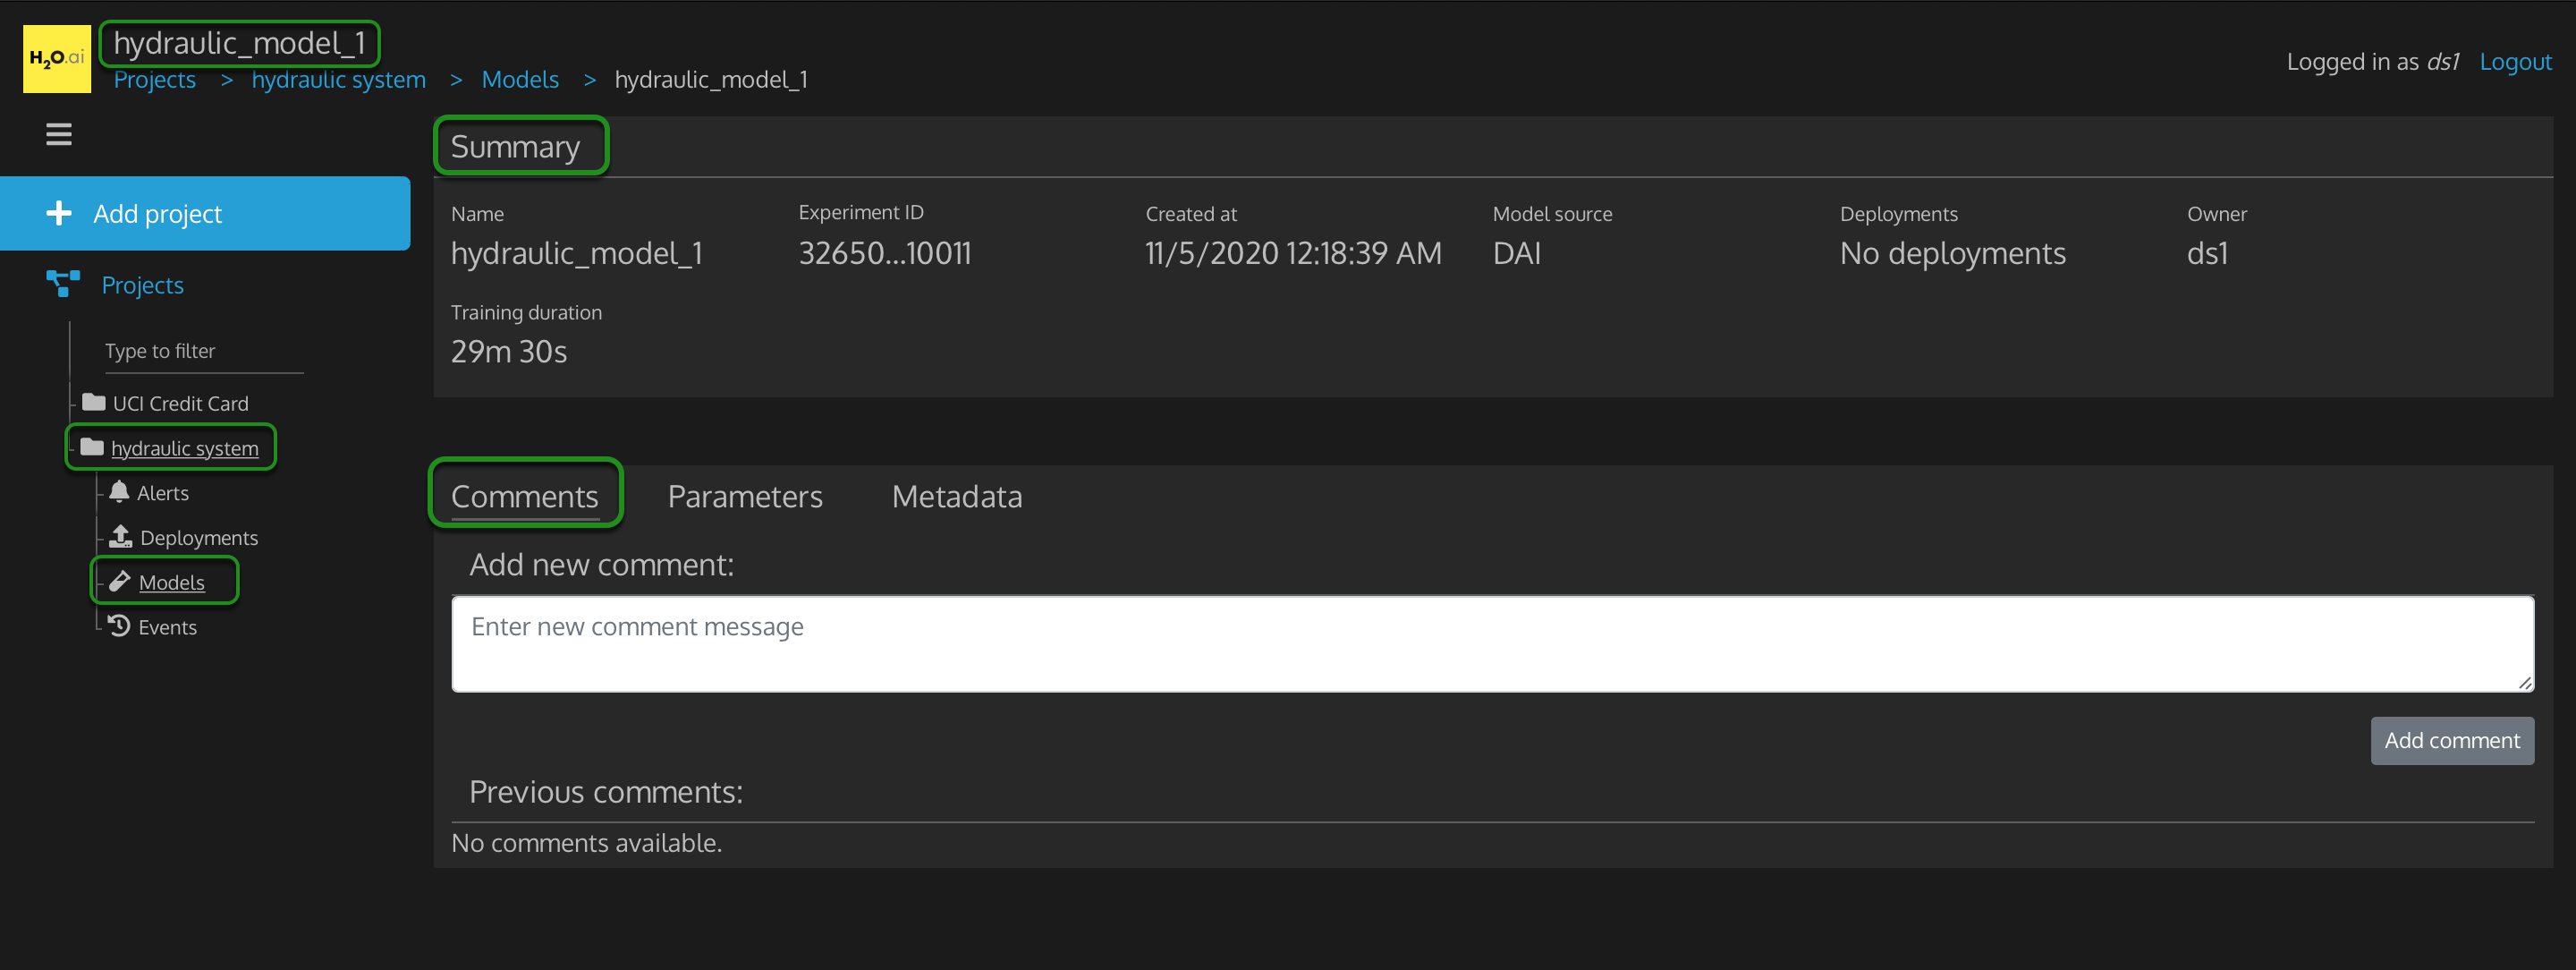 H2O.ai
hydraulic_model_1
Projects > hydraulic system > Models > hydraulic_model_1
Logged in as ds1 Logout
Add project
Projects
Type to filter
UCI Credit Card
hydraulic system
Alerts
Deployments
Models
Events
Summary
Name
hydraulic_model_1
Experiment ID
32650...10011
Created at
11/5/2020 12:18:39 AM
Model source
DAI
Deployments
No deployments
Owner
ds1
Training duration
29m 30s
Comments Parameters Metadata
Add new comment:
Enter new comment message
Add comment
Previous comments:
No comments available.